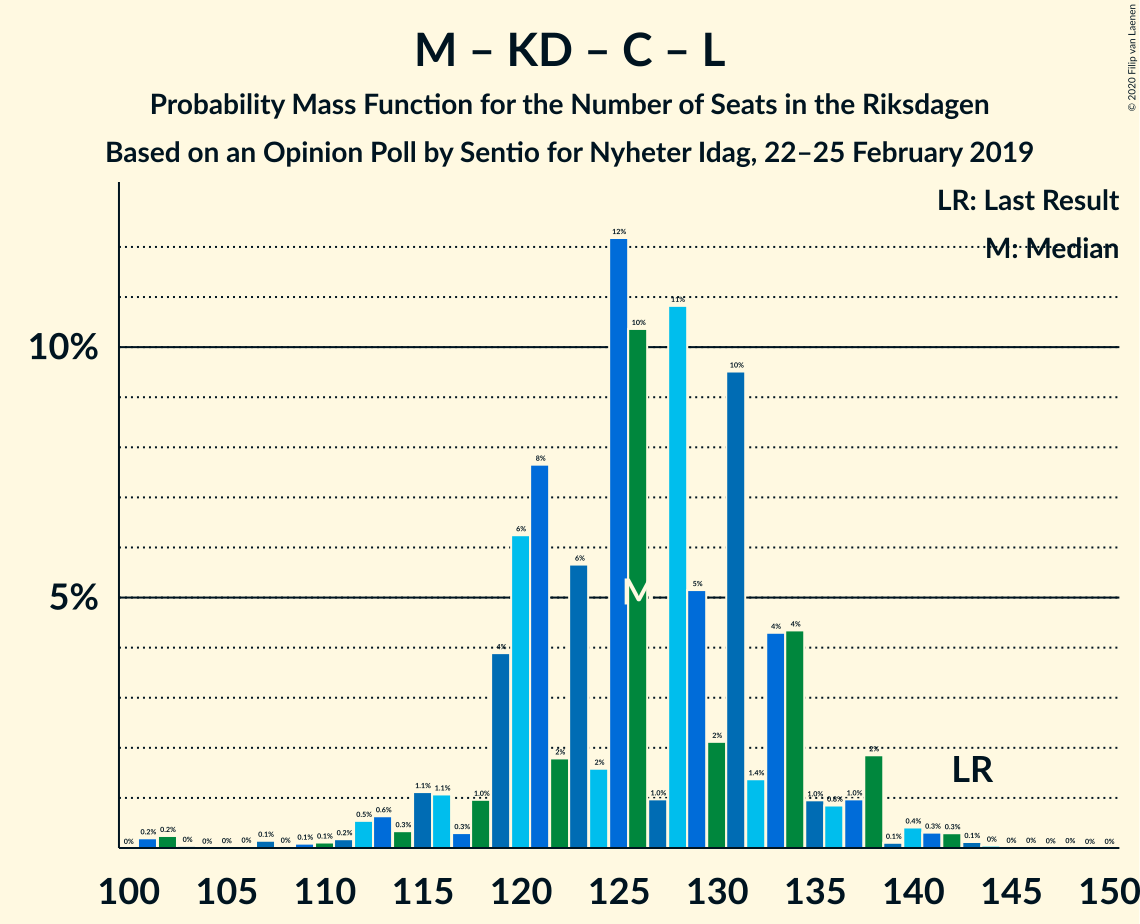 M – KD – C – L
Probability Mass Function for the Number of Seats in the Riksdagen
Based on an Opinion Poll by Sentio for Nyheter Idag, 22–25 February 2019
© 2020 Filip van Laenen
LR: Last Result
M: Median
10%
5%
0% 0.2% 0.2% 0% 0% 0% 0% 0.1% 0% 0.1% 0.1% 0.2% 0.5% 0.6% 0.3% 1.1% 1.1% 0.3% 1.0% 4% 6% 8% 2% 6% 2% 12% 10% 1.0% 11% 5% 2% 10% 1.4% 4% 4% 1.0% 0.8% 1.0% 2% 0.1% 0.4% 0.3% 0.3% 0.1% 0% 0% 0% 0% 0% 0% 0%
M
LR
100 105 110 115 120 125 130 135 140 145 150